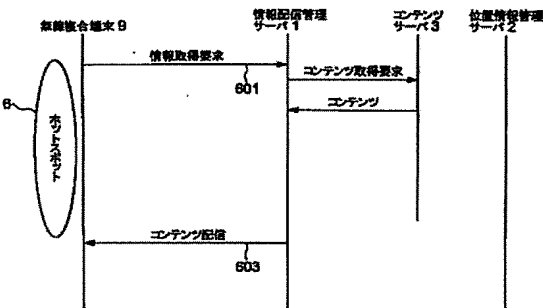 無線複合端末 9
情報配信管理
サーバ 1
コンテンツ
サーバ 3
位置情報管理
サーバ 2
情報取得要求
601
コンテンツ取得要求
コンテンツ
6
ホットスポット
コンテンツ配信
603